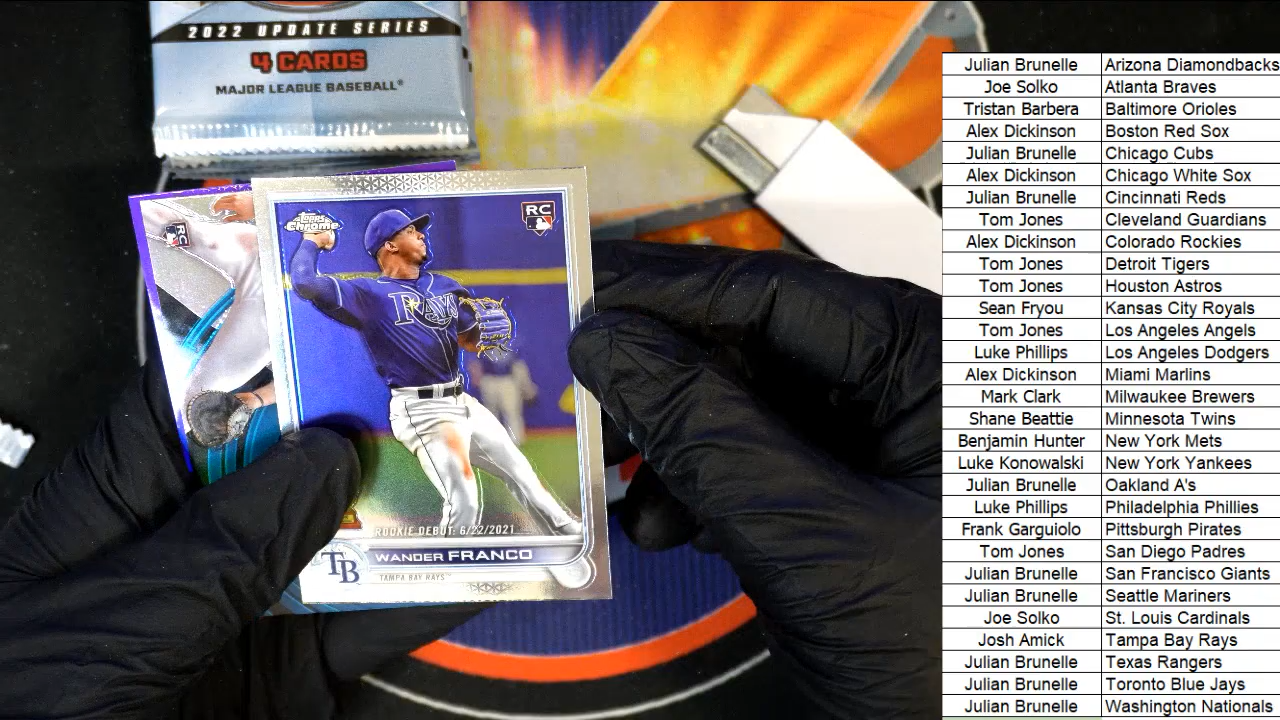 2022 UPDATE SERIES
4 CARDS
MAJOR LEAGUE BASEBALL®
Topps Chrome
RC
RC
RAYS
ROOKIE DEBUT: 6/22/2021
WANDER FRANCO
TB
TAMPA BAY RAYS™
Julian Brunelle Arizona Diamondbacks
Joe Solko Atlanta Braves
Tristan Barbera Baltimore Orioles
Alex Dickinson Boston Red Sox
Julian Brunelle Chicago Cubs
Alex Dickinson Chicago White Sox
Julian Brunelle Cincinnati Reds
Tom Jones Cleveland Guardians
Alex Dickinson Colorado Rockies
Tom Jones Detroit Tigers
Tom Jones Houston Astros
Sean Fryou Kansas City Royals
Tom Jones Los Angeles Angels
Luke Phillips Los Angeles Dodgers
Alex Dickinson Miami Marlins
Mark Clark Milwaukee Brewers
Shane Beattie Minnesota Twins
Benjamin Hunter New York Mets
Luke Konowalski New York Yankees
Julian Brunelle Oakland A's
Luke Phillips Philadelphia Phillies
Frank Garguiolo Pittsburgh Pirates
Tom Jones San Diego Padres
Julian Brunelle San Francisco Giants
Julian Brunelle Seattle Mariners
Joe Solko St. Louis Cardinals
Josh Amick Tampa Bay Rays
Julian Brunelle Texas Rangers
Julian Brunelle Toronto Blue Jays
Julian Brunelle Washington Nationals